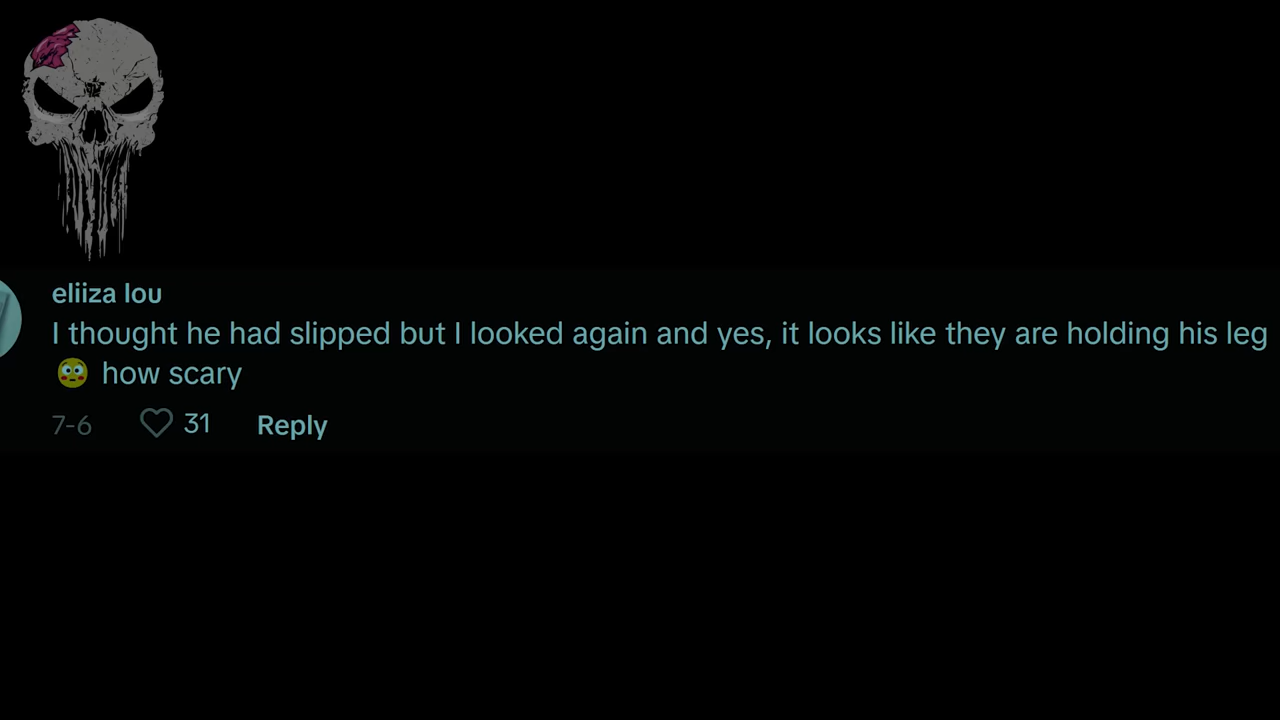 eliiza lou
I thought he had slipped but I looked again and yes, it looks like they are holding his leg
😳 how scary
7-6 31 Reply